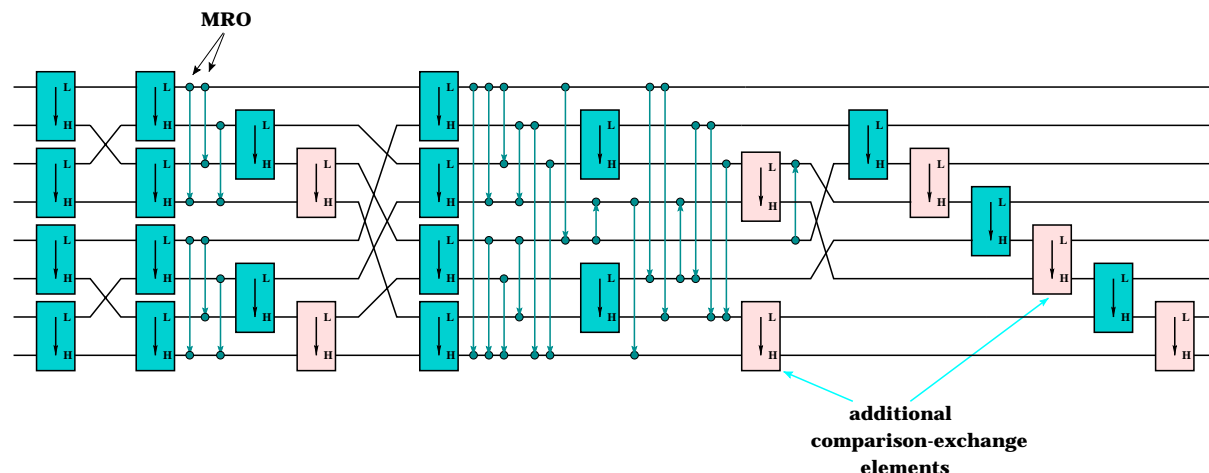 MRO
L L L
H H L H L L
L L H L L H L H L
H H H H H H L
L L L H L
H H L H L H L
L L H L L H L H L
H H H H H H
additional
comparison-exchange
elements